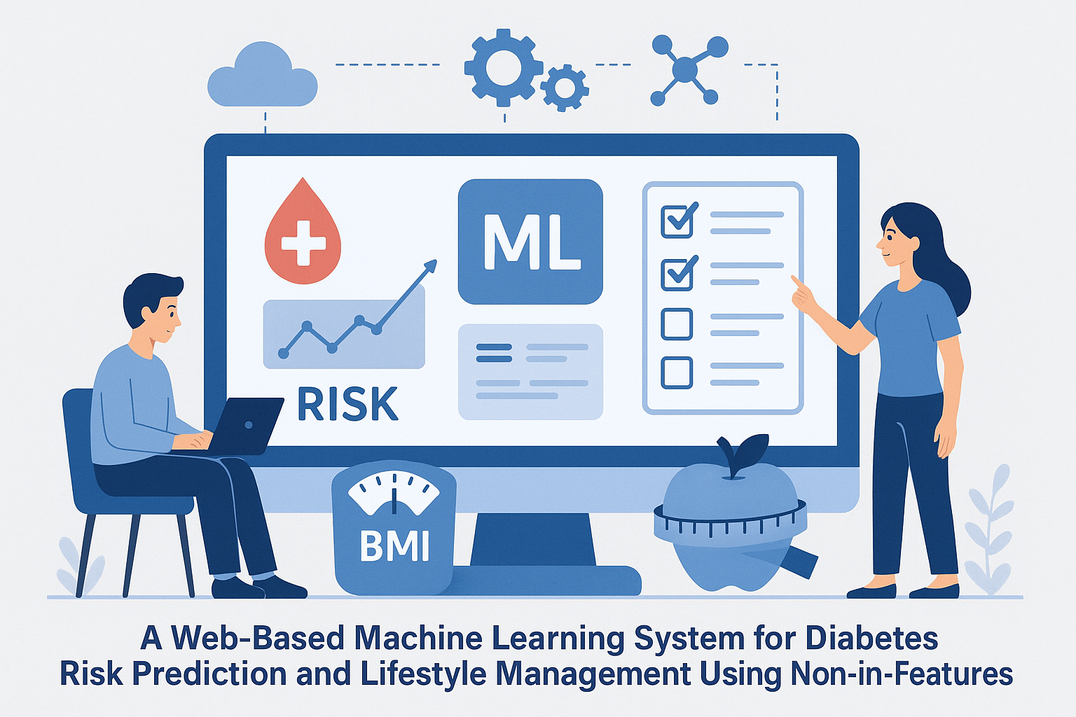 ML
RISK
BMI
A Web-Based Machine Learning System for Diabetes
Risk Prediction and Lifestyle Management Using Non-in-Features